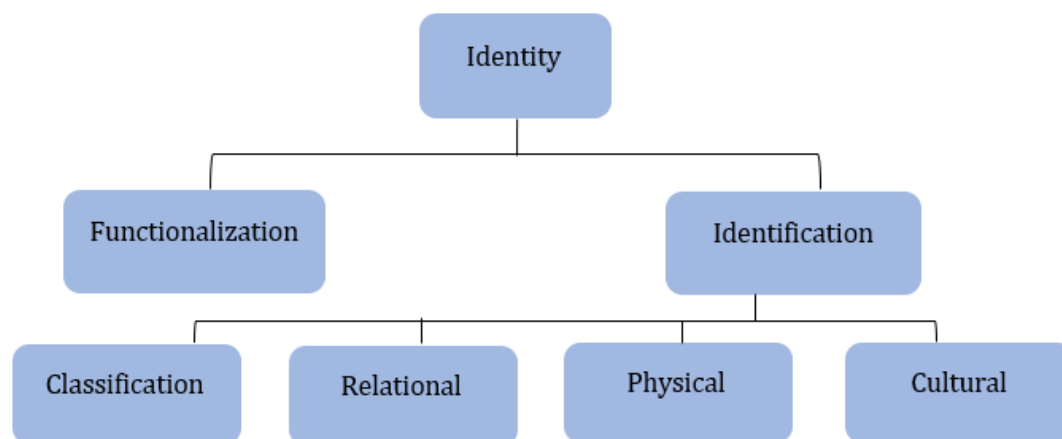 Identity
Functionalization
Identification
Classification
Relational
Physical
Cultural